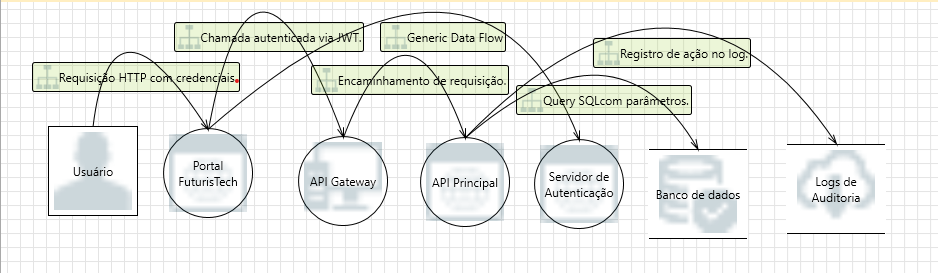 Chamada autenticada via JWT.
Generic Data Flow
Registro de ação no log.
Requisição HTTP com credenciais.
Encaminhamento de requisição.
Query SQLcom parâmetros.
Usuário
Portal
FuturisTech
API Gateway
API Principal
Servidor de
Autenticação
Banco de dados
Logs de
Auditoria